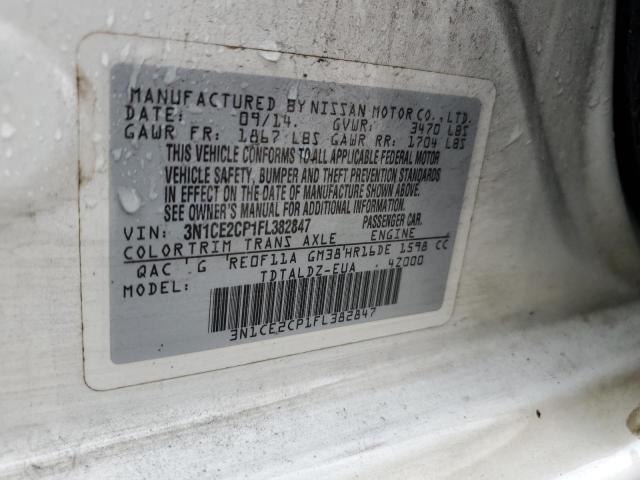 MANUFACTURED BY NISSAN MOTOR CO., LTD.
DATE: 09/14. GVWR: 3470 LBS
GAWR FR: 1867 LBS GAWR RR: 1704 LBS
THIS VEHICLE CONFORMS TO ALL APPLICABLE FEDERAL MOTOR
VEHICLE SAFETY, BUMPER AND THEFT PREVENTION STANDARDS
IN EFFECT ON THE DATE OF MANUFACTURE SHOWN ABOVE.
SEE OWNER'S MANUAL FOR ADDITIONAL INFORMATION.
VIN: 3N1CE2CP1FL382847 PASSENGER CAR.
COLOR TRIM TRANS AXLE ENGINE
QAC 'G RE0F11A GM38'HR16DE 1598 CC
TDTALDZ-EUA 4Z000
3N1CE2CP1FL382847